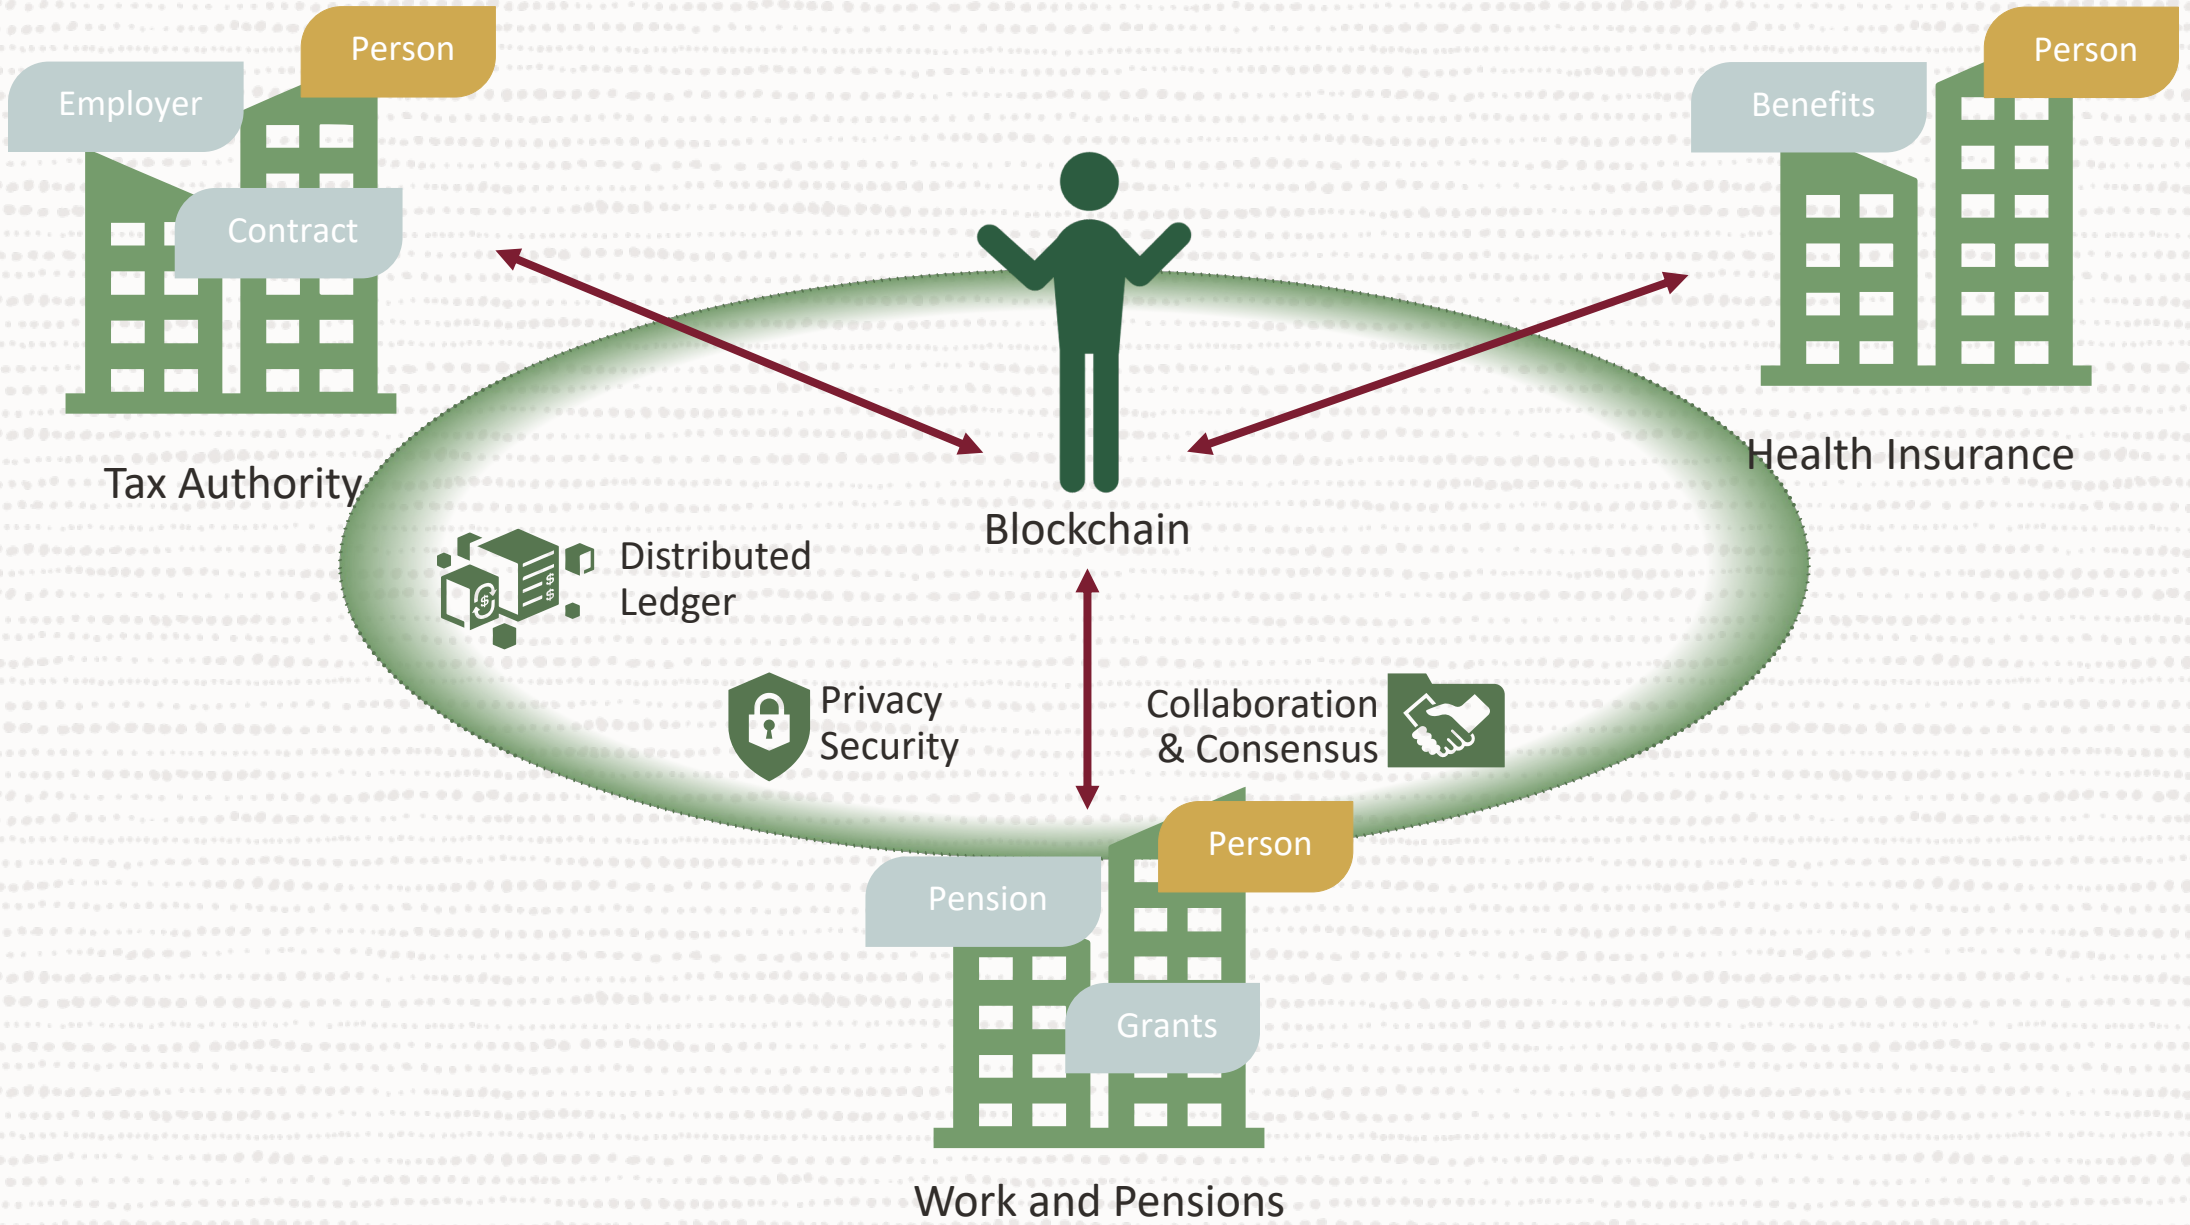 Person
Employer
Contract
Tax Authority
Person
Benefits
Health Insurance
Blockchain
Distributed
Ledger
Privacy
Security
Collaboration
& Consensus
Person
Pension
Grants
Work and Pensions